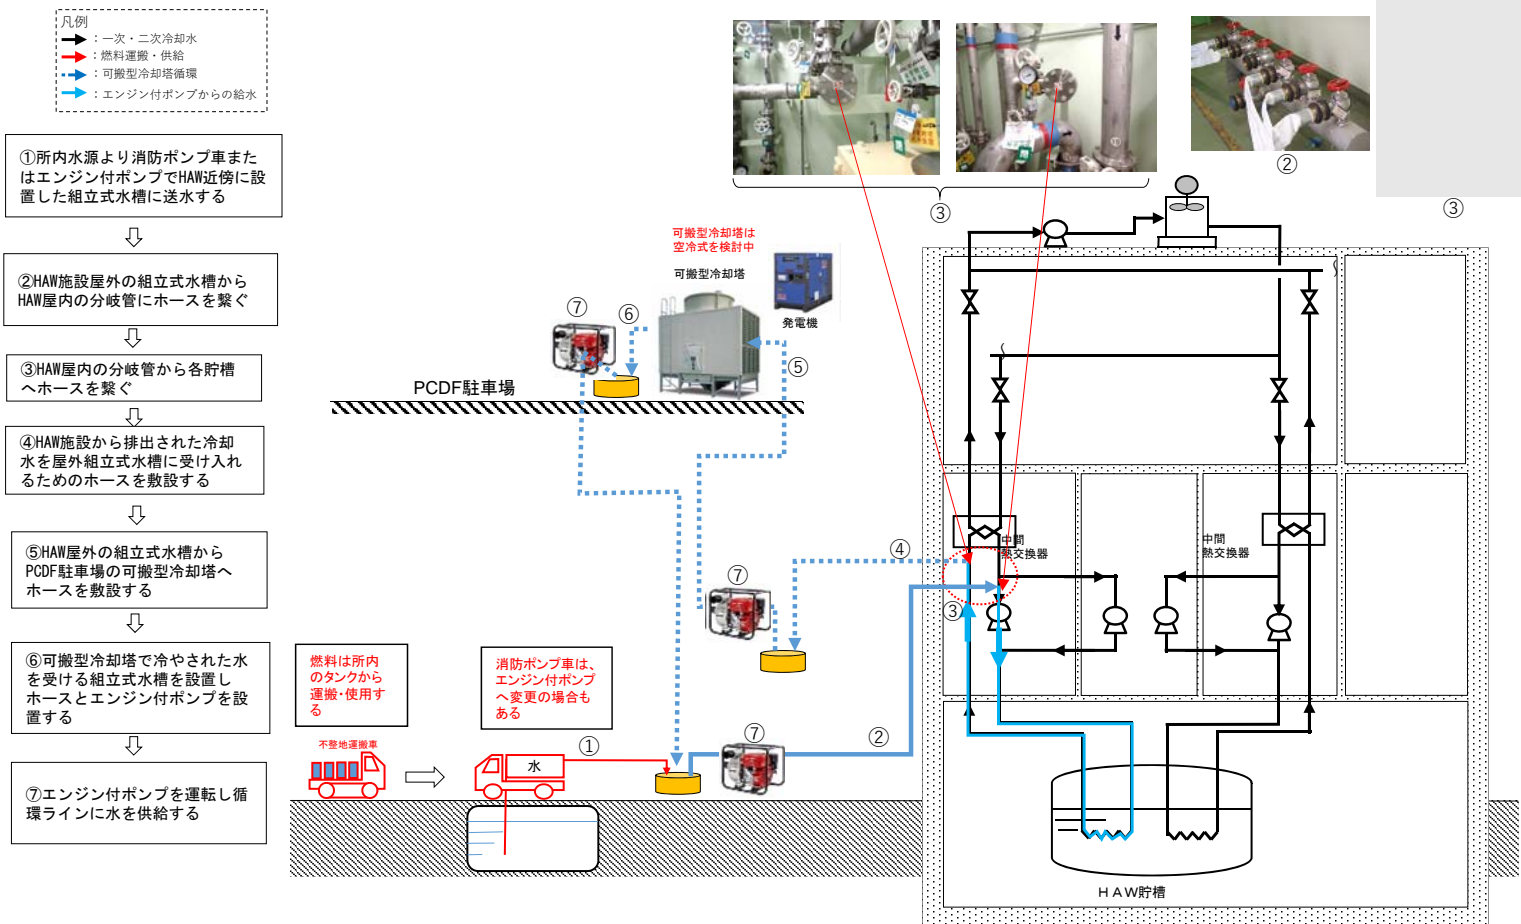 凡例
：一次・二次冷却水
：燃料運搬・供給
：可搬型冷却塔循環
：エンジン付ポンプからの給水
①所内水源より消防ポンプ車また
はエンジン付ポンプでHAW近傍に設
置した組立式水槽に送水する
②HAW施設屋外の組立式水槽から
HAW屋内の分岐管にホースを繋ぐ
③HAW屋内の分岐管から各貯槽
へホースを繋ぐ
④HAW施設から排出された冷却
水を屋外組立式水槽に受け入れ
るためのホースを敷設する
⑤HAW屋外の組立式水槽から
PCDF駐車場の可搬型冷却塔へ
ホースを敷設する
⑥可搬型冷却塔で冷やされた水
を受ける組立式水槽を設置し
ホースとエンジン付ポンプを設
置する
⑦エンジン付ポンプを運転し循
環ラインに水を供給する
③
②
③
可搬型冷却塔は
空冷式を検討中
可搬型冷却塔
発電機
⑦
⑥
⑤
PCDF駐車場
中間
熱交換器
中間
熱交換器
④
③
⑦
燃料は所内
のタンクから
運搬・使用す
る
消防ポンプ車は、
エンジン付ポンプ
へ変更の場合も
ある
不整地運搬車
①
水
⑦
②
HAW貯槽